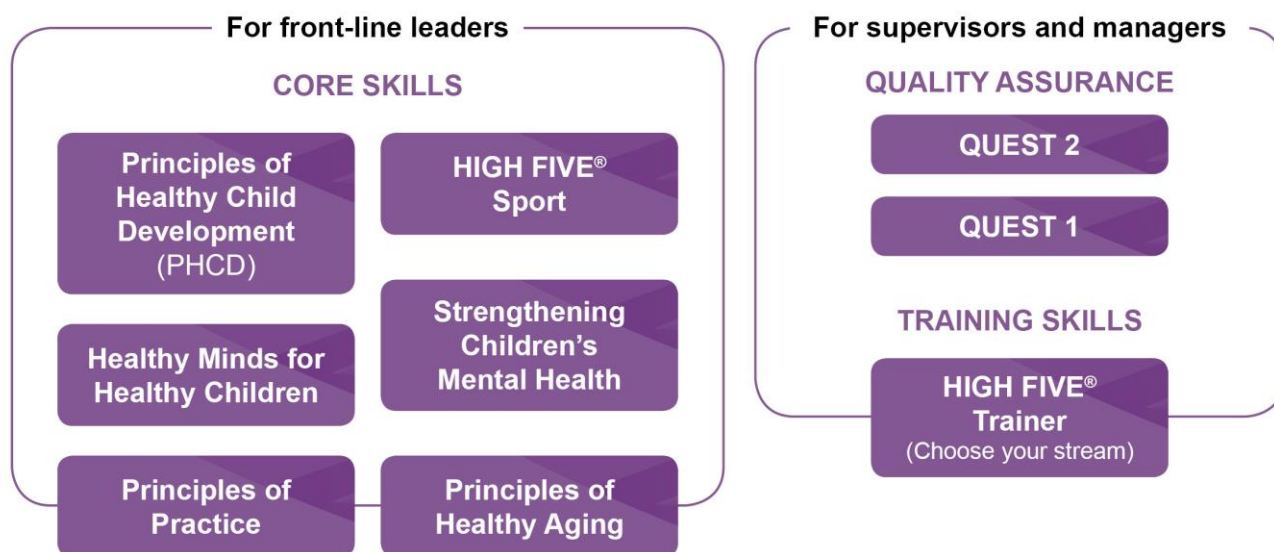 For front-line leaders
CORE SKILLS
Principles of
Healthy Child
Development
(PHCD)
HIGH FIVE®
Sport
Healthy Minds for
Healthy Children
Strengthening
Children’s
Mental Health
Principles of
Practice
Principles of
Healthy Aging
For supervisors and managers
QUALITY ASSURANCE
QUEST 2
QUEST 1
TRAINING SKILLS
HIGH FIVE®
Trainer
(Choose your stream)